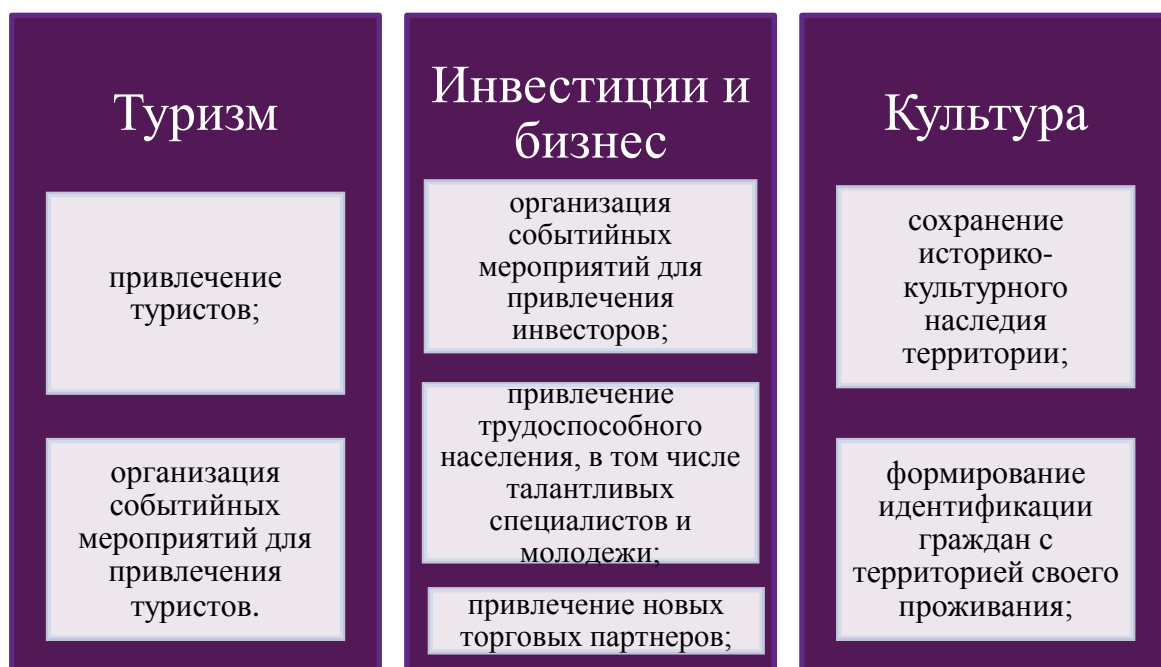 Туризм
привлечение
туристов;
организация
событийных
мероприятий для
привлечения
туристов.
Инвестиции и
бизнес
организация
событийных
мероприятий для
привлечения
инвесторов;
привлечение
трудоспособного
населения, в том числе
талантливых
специалистов и
молодежи;
привлечение новых
торговых партнеров;
Культура
сохранение
историко-
культурного
наследия
территории;
формирование
идентификации
граждан с
территорией своего
проживания;